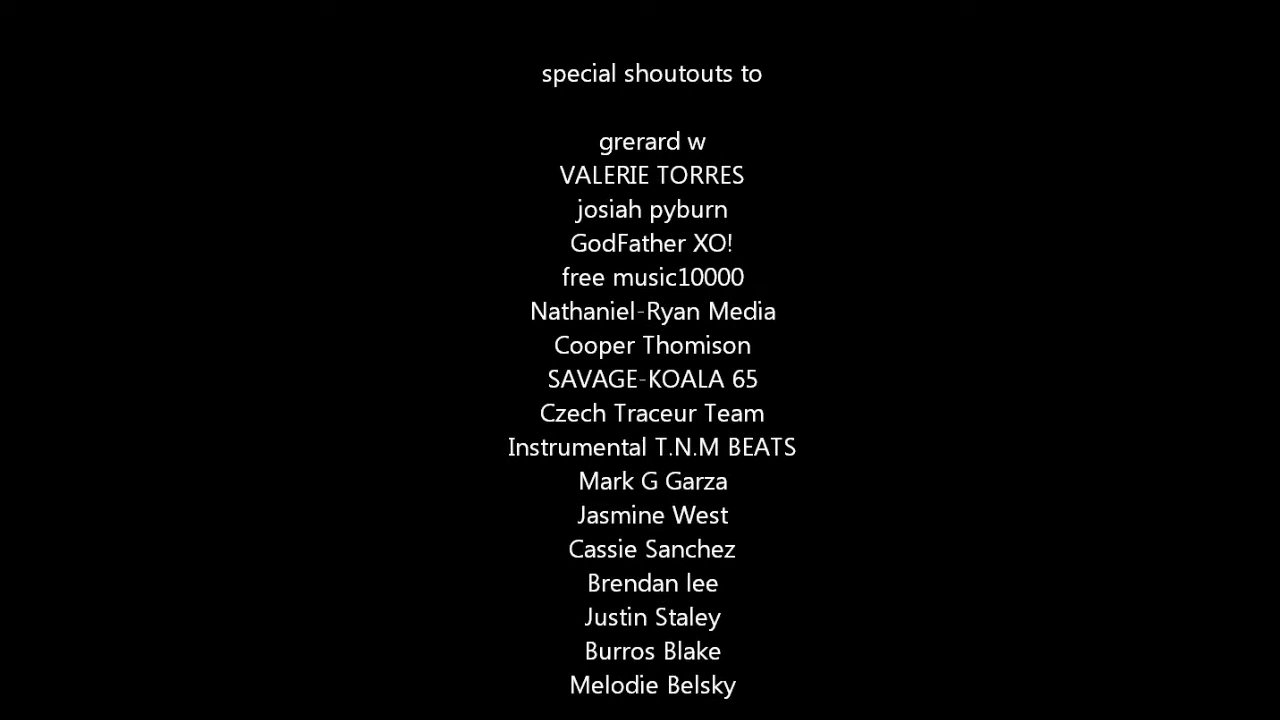 special shoutouts to
grerard w
VALERIE TORRES
josiah pyburn
GodFather XO!
free music10000
Nathaniel-Ryan Media
Cooper Thomison
SAVAGE-KOALA 65
Czech Traceur Team
Instrumental T.N.M BEATS
Mark G Garza
Jasmine West
Cassie Sanchez
Brendan lee
Justin Staley
Burros Blake
Melodie Belsky